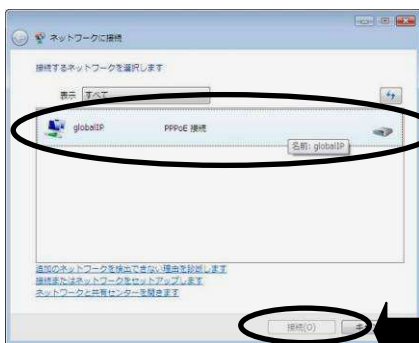 ネットワークに接続
接続するネットワークを選択します
表示 すべて
globalIP PPPoE 接続
名前: globalIP
追加のネットワークを検出できない理由を診断します
接続またはネットワークをセットアップします
ネットワークと共有センターを開きます
接続(O) キ